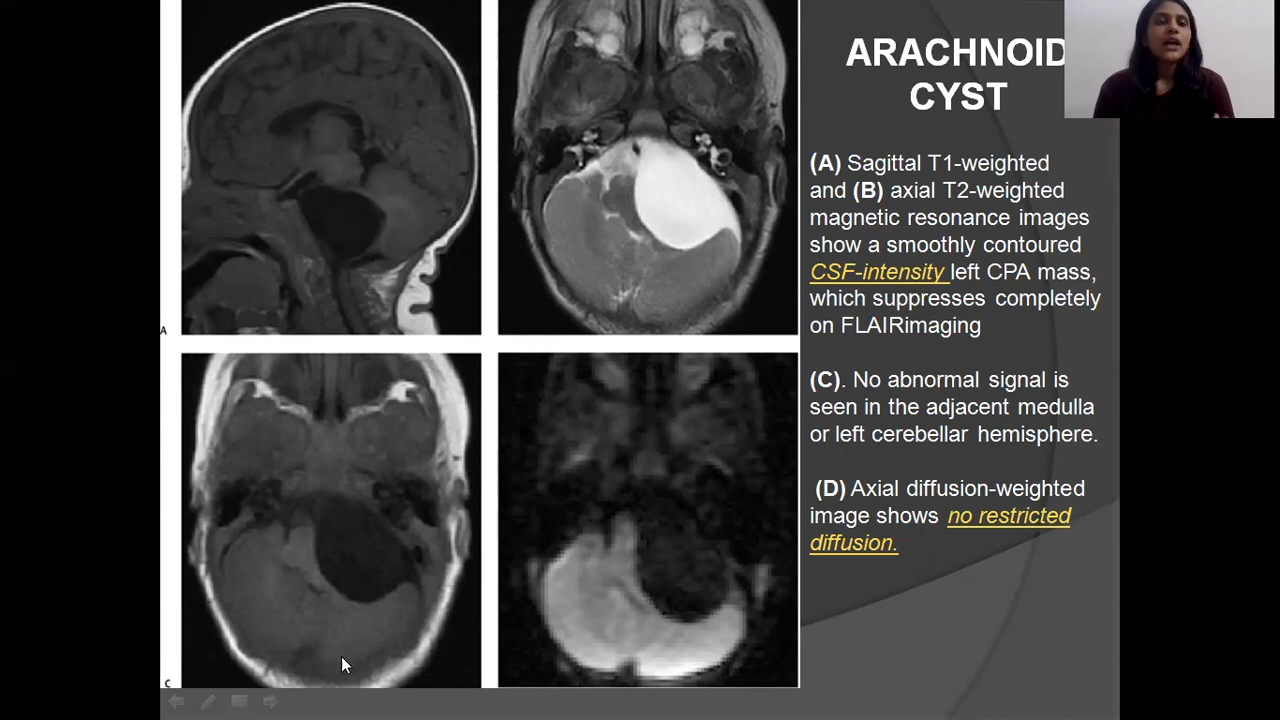 ARACHNOID
CYST
(A) Sagittal T1-weighted
and (B) axial T2-weighted
magnetic resonance images
show a smoothly contoured
CSF-intensity left CPA mass,
which suppresses completely
on FLAIRimaging
(C). No abnormal signal is
seen in the adjacent medulla
or left cerebellar hemisphere.
(D) Axial diffusion-weighted
image shows no restricted
diffusion.
A
C